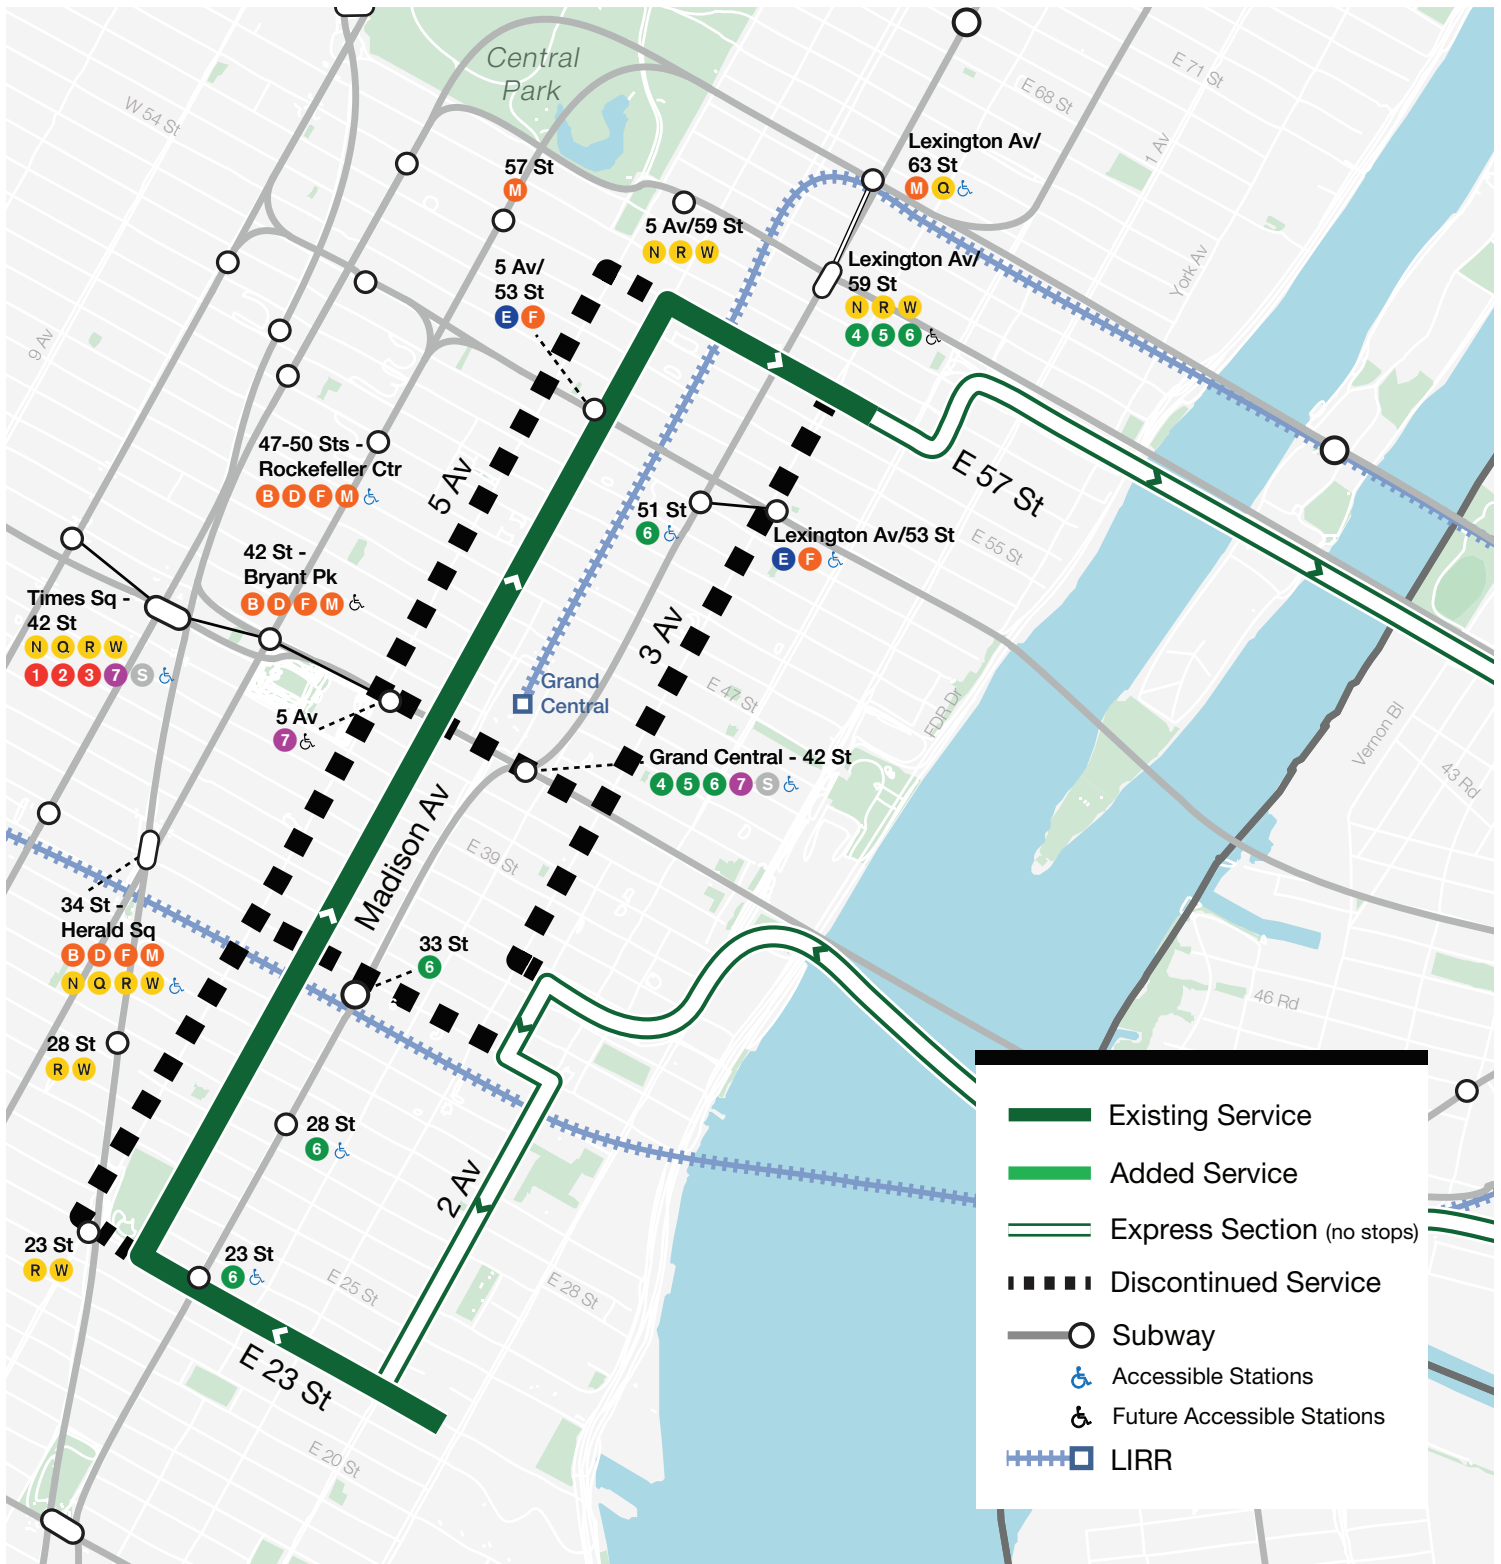 Central
Park
E 71 St
E 68 St
W 54 St
1 Av
Lexington Av/
63 St
M Q
57 St
M
5 Av/59 St
N R W
Lexington Av/
59 St
N R W
4 5 6
York Av
5 Av/
53 St
E F
9 Av
47-50 Sts -
Rockefeller Ctr
B D F M
5 Av
E 57 St
51 St
6
Lexington Av/53 St
E F
E 55 St
42 St -
Bryant Pk
B D F M
Times Sq -
42 St
N Q R W
1 2 3 7 S
3 Av
Grand
Central
E 47 St
FDR Dr
5 Av
7
Vernon Bl
43 Rd
Grand Central - 42 St
4 5 6 7 S
Madison Av
E 39 St
34 St -
Herald Sq
B D F M
N Q R W
33 St
6
46 Rd
28 St
R W
28 St
6
2 Av
23 St
R W
23 St
6
E 25 St
E 28 St
E 23 St
E 20 St
Existing Service
Added Service
Express Section (no stops)
Discontinued Service
Subway
Accessible Stations
Future Accessible Stations
LIRR